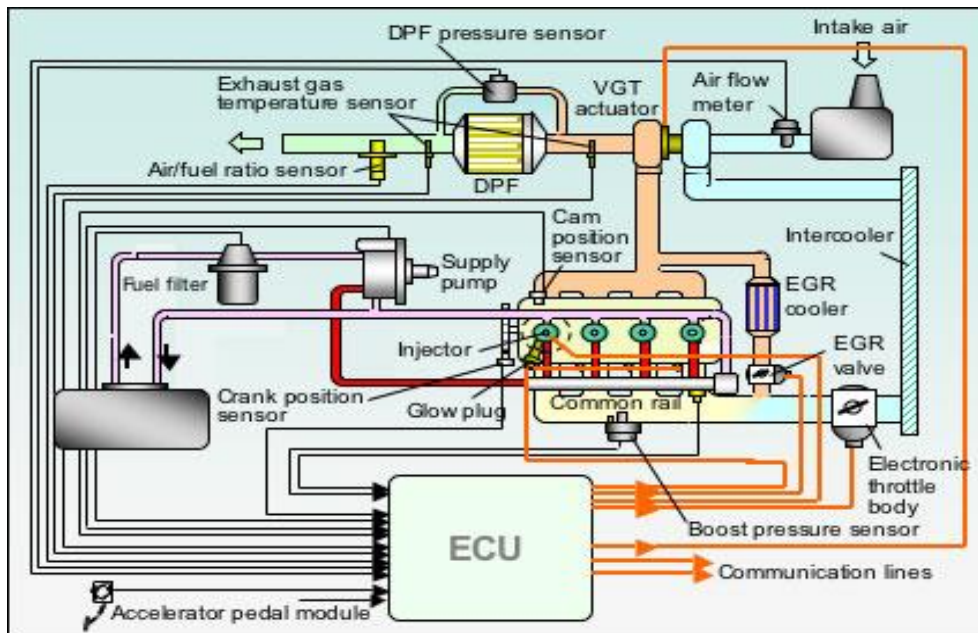 DPF pressure sensor
Intake air
Exhaust gas
temperature sensor
VGT
actuator
Air flow
meter
Air/fuel ratio sensor
DPF
Cam
position
sensor
Intercooler
Fuel filter
Supply
pump
EGR
cooler
Injector
EGR
valve
Crank position
sensor
Glow plug
Common rail
Electronic
throttle
body
Boost pressure sensor
ECU
Communication lines
Accelerator pedal module